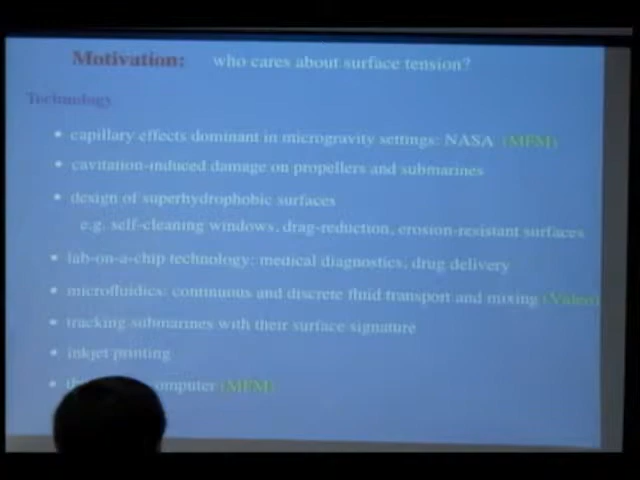 Motivation: who cares about surface tension?
Technology
• capillary effects dominant in microgravity settings: NASA (MFM)
• cavitation-induced damage on propellers and submarines
• design of superhydrophobic surfaces
e.g. self-cleaning windows, drag-reduction, erosion-resistant surfaces
• lab-on-a-chip technology: medical diagnostics, drug delivery
• microfluidics: continuous and discrete fluid transport and mixing (Video)
• tracking submarines with their surface signature
• inkjet printing
• computer (MFM)